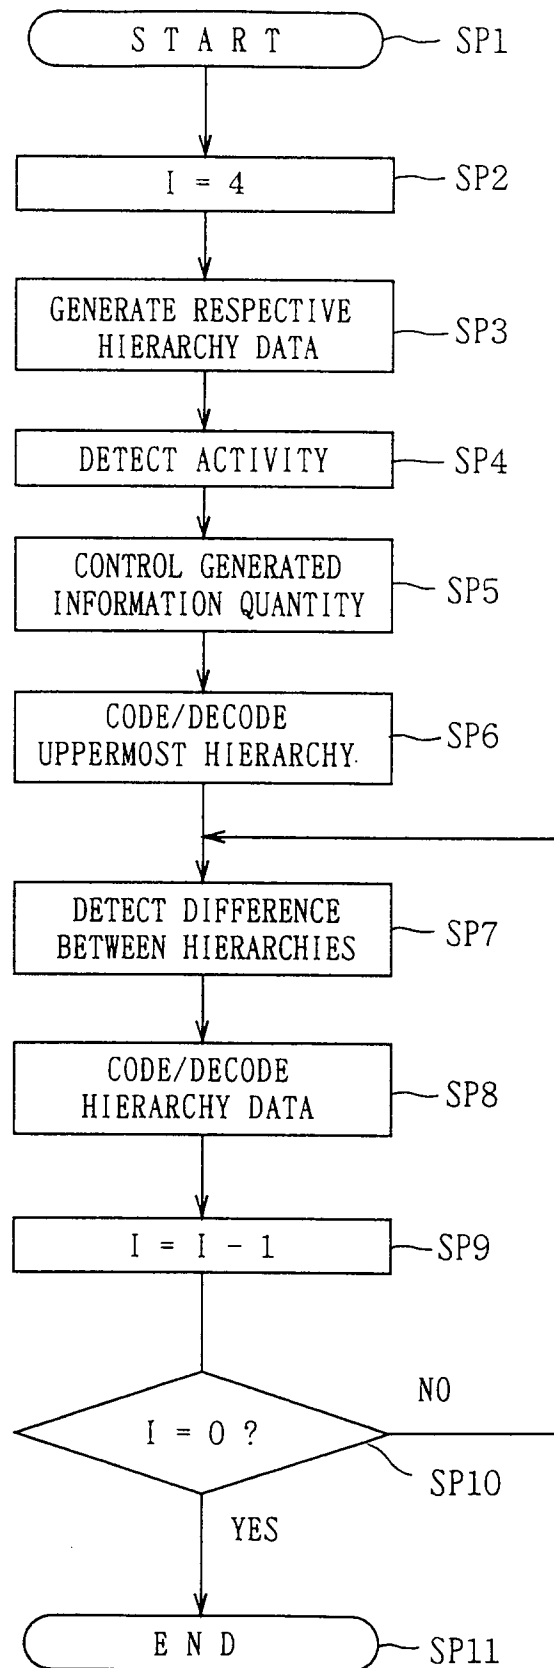 START
SP1
I = 4
SP2
GENERATE RESPECTIVE
HIERARCHY DATA
SP3
DETECT ACTIVITY
SP4
CONTROL GENERATED
INFORMATION QUANTITY
SP5
CODE/DECODE
UPPERMOST HIERARCHY
SP6
DETECT DIFFERENCE
BETWEEN HIERARCHIES
SP7
CODE/DECODE
HIERARCHY DATA
SP8
I = I - 1
SP9
NO
I = 0 ?
SP10
YES
END
SP11